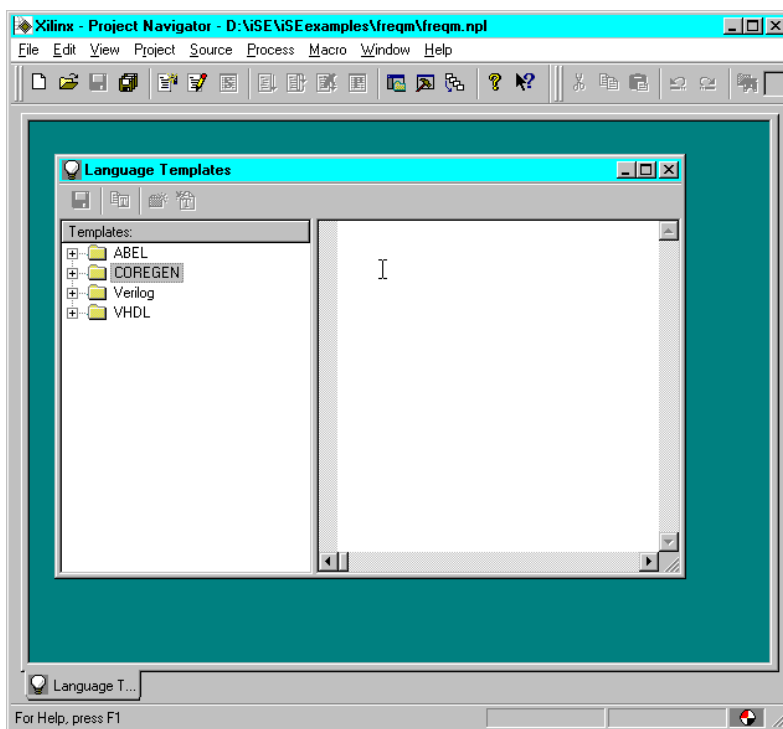 Xilinx - Project Navigator - D:\iSE\iSEexamples\freqm\freqm.npl
File Edit View Project Source Process Macro Window Help
Language Templates
Templates:
ABEL
COREGEN
Verilog
VHDL
Language T...
For Help, press F1